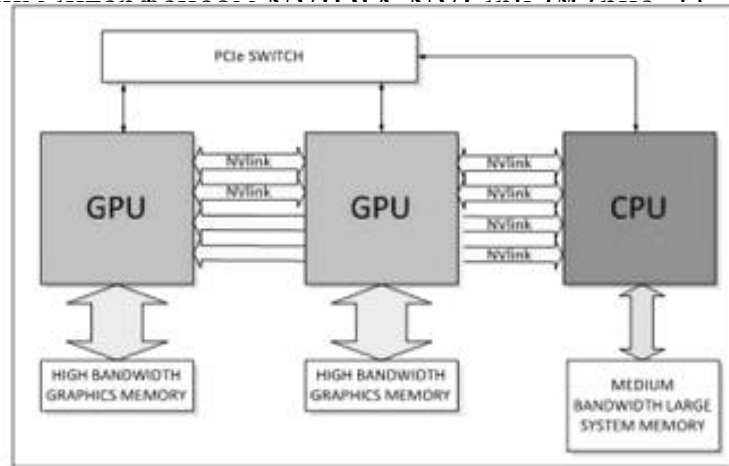 PCIe SWITCH
GPU
NVlink
NVlink
GPU
NVlink
NVlink
NVlink
NVlink
CPU
HIGH BANDWIDTH
GRAPHICS MEMORY
HIGH BANDWIDTH
GRAPHICS MEMORY
MEDIUM
BANDWIDTH LARGE
SYSTEM MEMORY